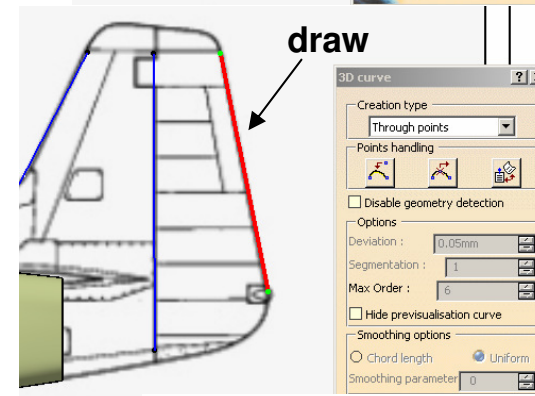 draw
3D curve
?
Creation type
Through points
Points handling
Disable geometry detection
Options
Deviation : 0.05mm
Segmentation : 1
Max Order : 6
Hide previsualisation curve
Smoothing options
Chord length Uniform
Smoothing parameter 0